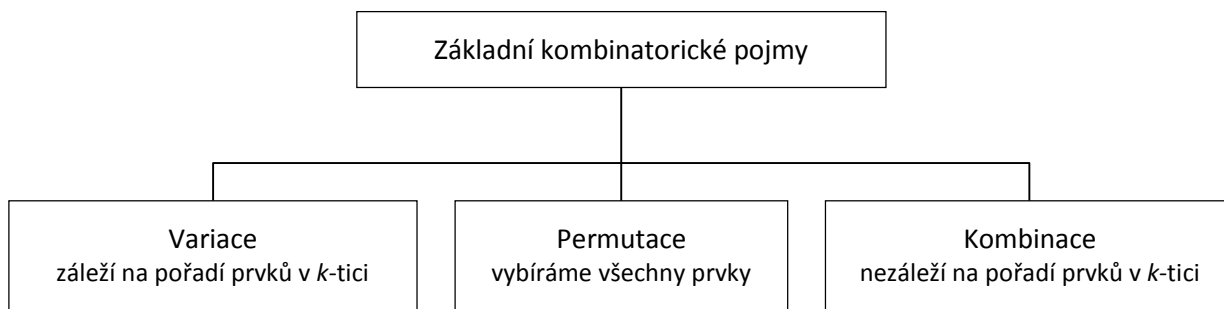 Základní kombinatorické pojmy
Variace
záleží na pořadí prvků v k-tici
Permutace
vybíráme všechny prvky
Kombinace
nezáleží na pořadí prvků v k-tici